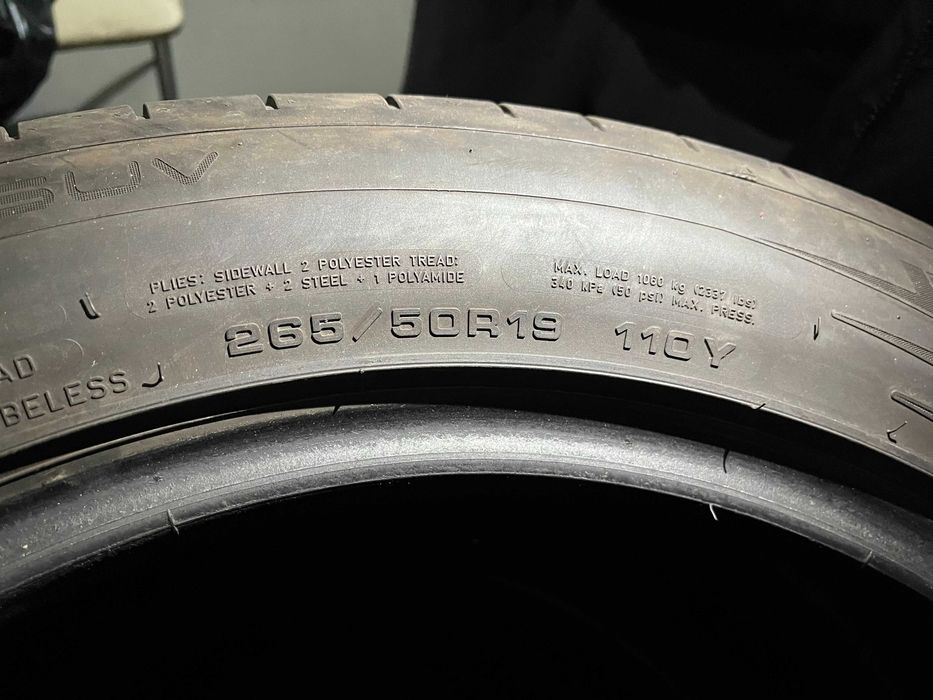 SUV
PLIES: SIDEWALL 2 POLYESTER TREAD:
2 POLYESTER + 2 STEEL + 1 POLYAMIDE
MAX. LOAD 1060 kg (2337 lbs)
340 kPa (50 psi) MAX. PRESS.
265/50R19 110Y
AD
BELESS